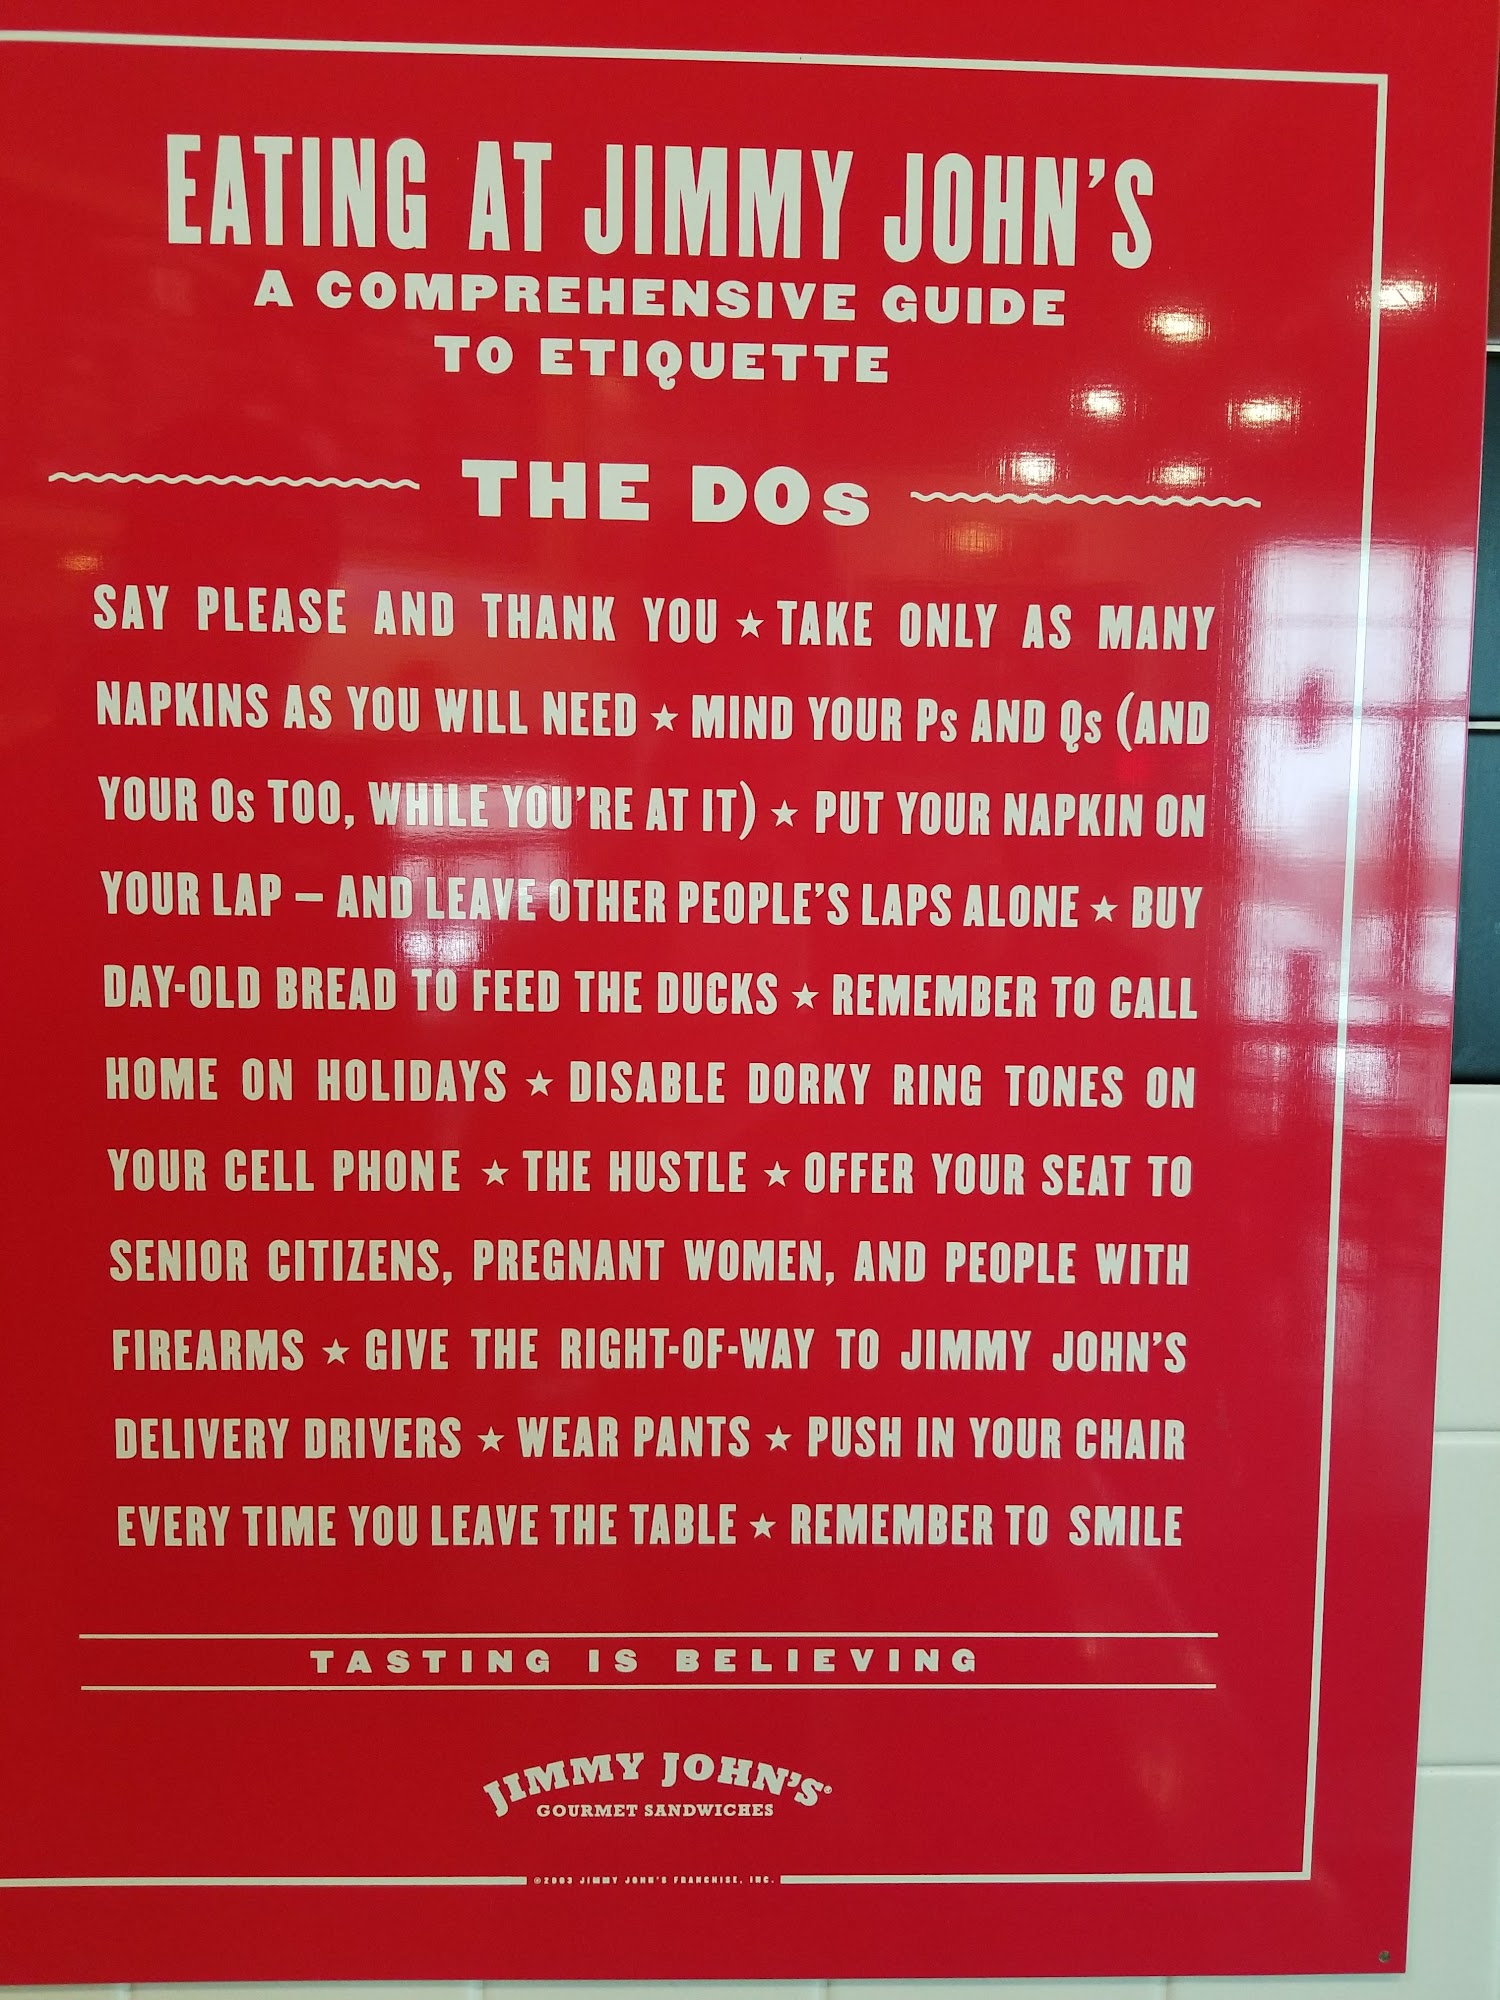 EATING AT JIMMY JOHN'S
A COMPREHENSIVE GUIDE
TO ETIQUETTE
THE DOs
SAY PLEASE AND THANK YOU ★ TAKE ONLY AS MANY
NAPKINS AS YOU WILL NEED ★ MIND YOUR Ps AND Qs (AND
YOUR Os TOO, WHILE YOU'RE AT IT) ★ PUT YOUR NAPKIN ON
YOUR LAP – AND LEAVE OTHER PEOPLE'S LAPS ALONE ★ BUY
DAY-OLD BREAD TO FEED THE DUCKS ★ REMEMBER TO CALL
HOME ON HOLIDAYS ★ DISABLE DORKY RING TONES ON
YOUR CELL PHONE ★ THE HUSTLE ★ OFFER YOUR SEAT TO
SENIOR CITIZENS, PREGNANT WOMEN, AND PEOPLE WITH
FIREARMS ★ GIVE THE RIGHT-OF-WAY TO JIMMY JOHN'S
DELIVERY DRIVERS ★ WEAR PANTS ★ PUSH IN YOUR CHAIR
EVERY TIME YOU LEAVE THE TABLE ★ REMEMBER TO SMILE
TASTING IS BELIEVING
JIMMY JOHN'S®
GOURMET SANDWICHES
©2003 JIMMY JOHN'S FRANCHISE, INC.